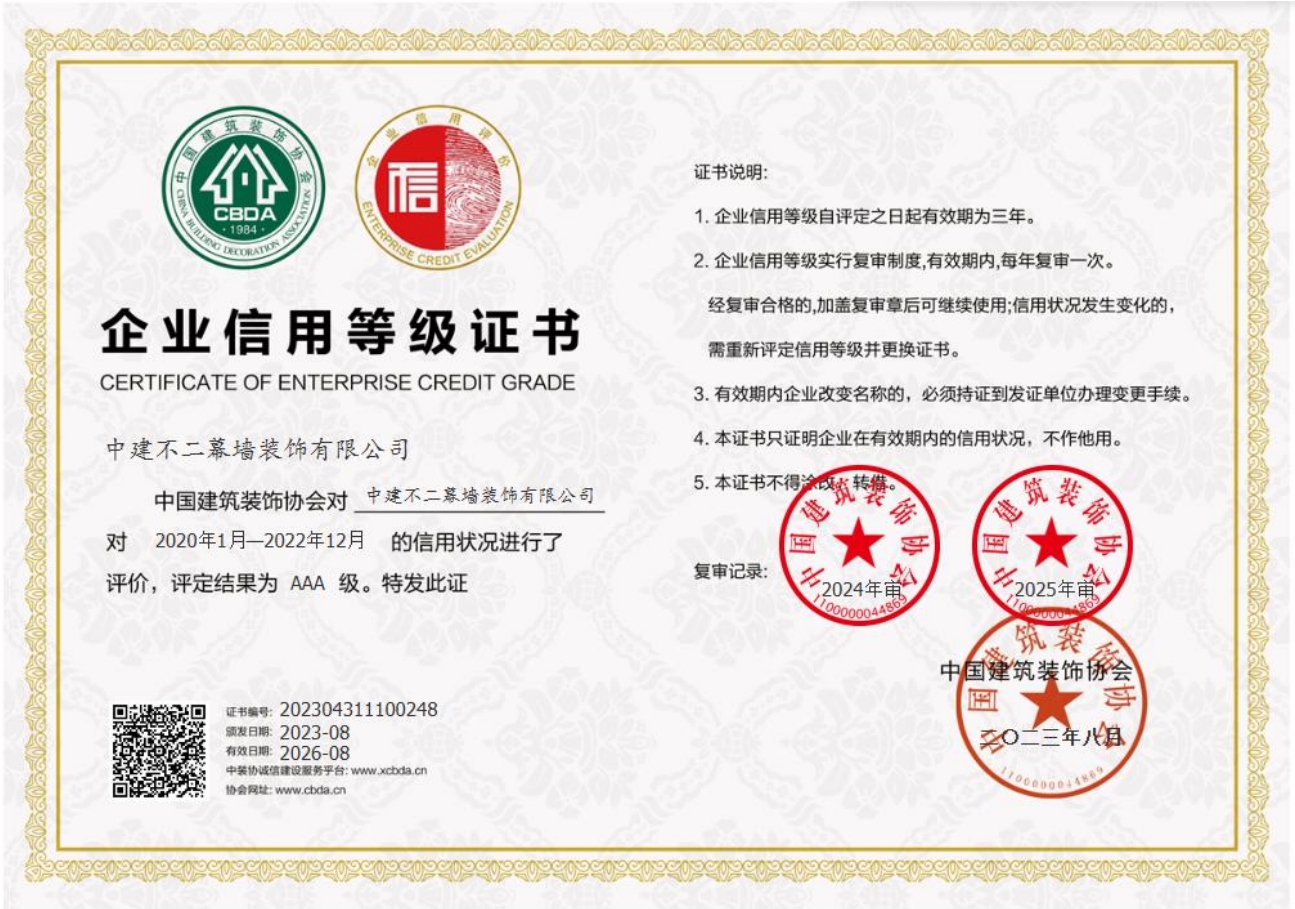 中国建筑装饰协会
CBDA
·1984·
CHINA BUILDING DECORATION ASSOCIATION
企业信用评价
信
ENTERPRISE CREDIT EVALUATION
企业信用等级证书
CERTIFICATE OF ENTERPRISE CREDIT GRADE
中建不二幕墙装饰有限公司
中国建筑装饰协会对 中建不二幕墙装饰有限公司
对 2020年1月—2022年12月 的信用状况进行了
评价，评定结果为 AAA 级。特发此证
证书编号: 202304311100248
颁发日期: 2023-08
有效日期: 2026-08
中装协诚信建设服务平台: www.xcbda.cn
协会网址: www.cbda.cn
证书说明:
1. 企业信用等级自评定之日起有效期为三年。
2. 企业信用等级实行复审制度,有效期内,每年复审一次。
经复审合格的,加盖复审章后可继续使用;信用状况发生变化的,
需重新评定信用等级并更换证书。
3. 有效期内企业改变名称的，必须持证到发证单位办理变更手续。
4. 本证书只证明企业在有效期内的信用状况，不作他用。
5. 本证书不得涂改、转借。
复审记录:
中国建筑装饰协会
2024年审
1100000044869
中国建筑装饰协会
2025年审
1100000044869
中国建筑装饰协会
二〇二三年八月
中国建筑装饰协会
1100000044869